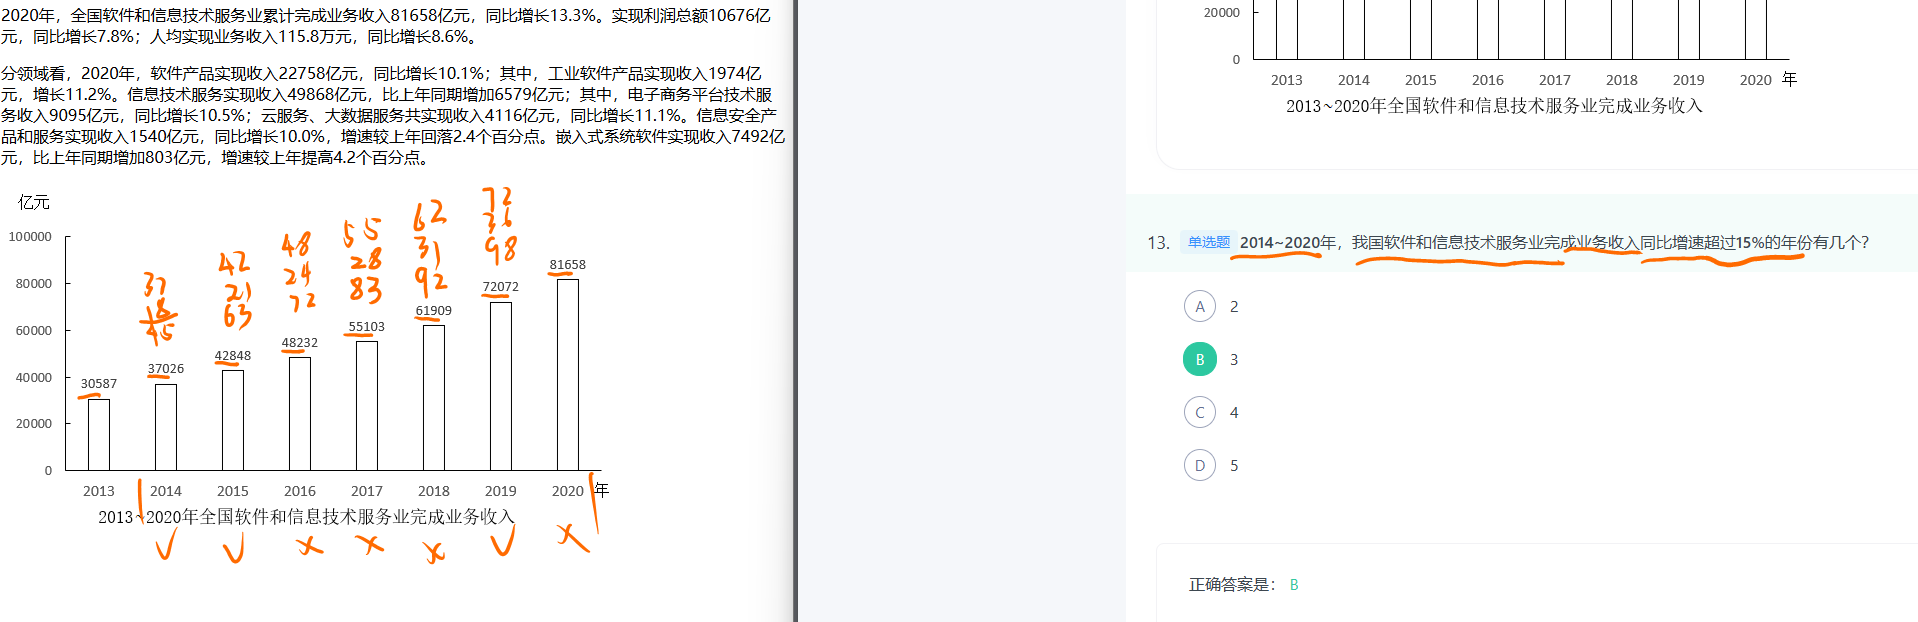 2020年，全国软件和信息技术服务业累计完成业务收入81658亿元，同比增长13.3%。实现利润总额10676亿
元，同比增长7.8%；人均实现业务收入115.8万元，同比增长8.6%。
分领域看，2020年，软件产品实现收入22758亿元，同比增长10.1%；其中，工业软件产品实现收入1974亿
元，增长11.2%。信息技术服务实现收入49868亿元，比上年同期增加6579亿元；其中，电子商务平台技术服
务收入9095亿元，同比增长10.5%；云服务、大数据服务共实现收入4116亿元，同比增长11.1%。信息安全产
品和服务实现收入1540亿元，同比增长10.0%，增速较上年回落2.4个百分点。嵌入式系统软件实现收入7492亿
元，比上年同期增加803亿元，增速较上年提高4.2个百分点。
亿元
100000
80000
60000
40000
20000
0
30587
37026
42848
48232
55103
61909
72072
81658
37
18
42
21
63
48
24
72
55
28
83
62
31
92
72
36
98
2013 2014 2015 2016 2017 2018 2019 2020 年
2013~2020年全国软件和信息技术服务业完成业务收入
20000
0
2013 2014 2015 2016 2017 2018 2019 2020 年
2013~2020年全国软件和信息技术服务业完成业务收入
13. 单选题 2014~2020年，我国软件和信息技术服务业完成业务收入同比增速超过15%的年份有几个？
A 2
B 3
C 4
D 5
正确答案是： B